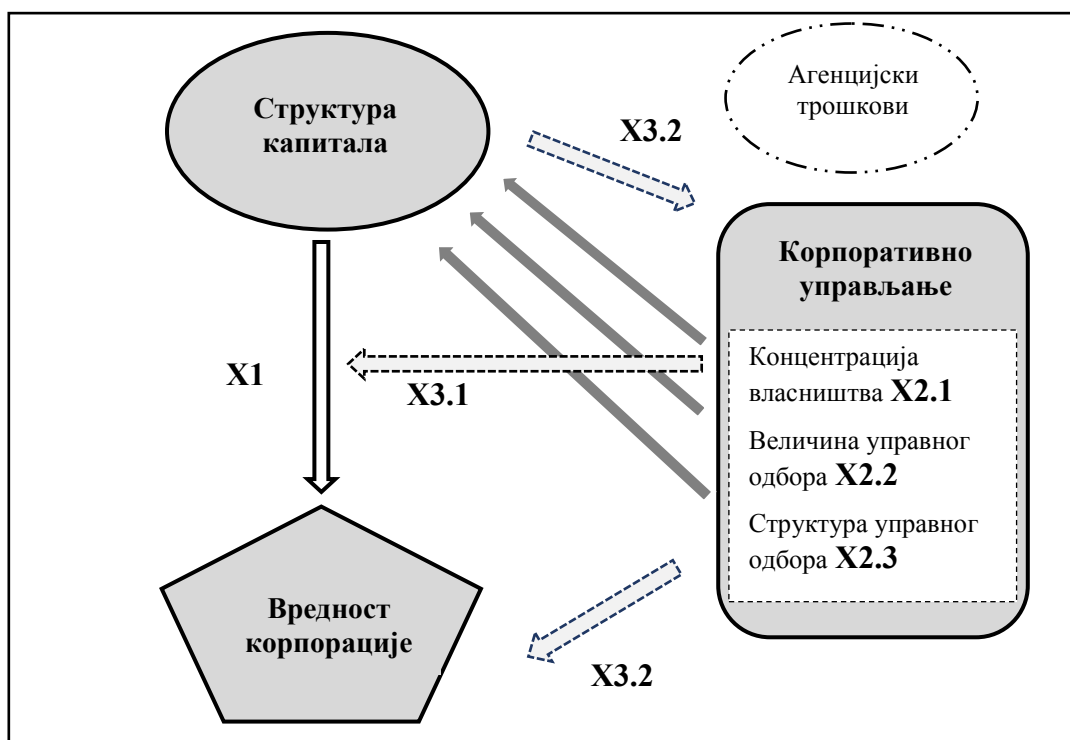 Структура
капитала
Агенцијски
трошкови
X3.2
Корпоративно
управљање
Концентрација
власништва X2.1
Величина управног
одбора X2.2
Структура управног
одбора X2.3
X1
X3.1
Вредност
корпорације
X3.2